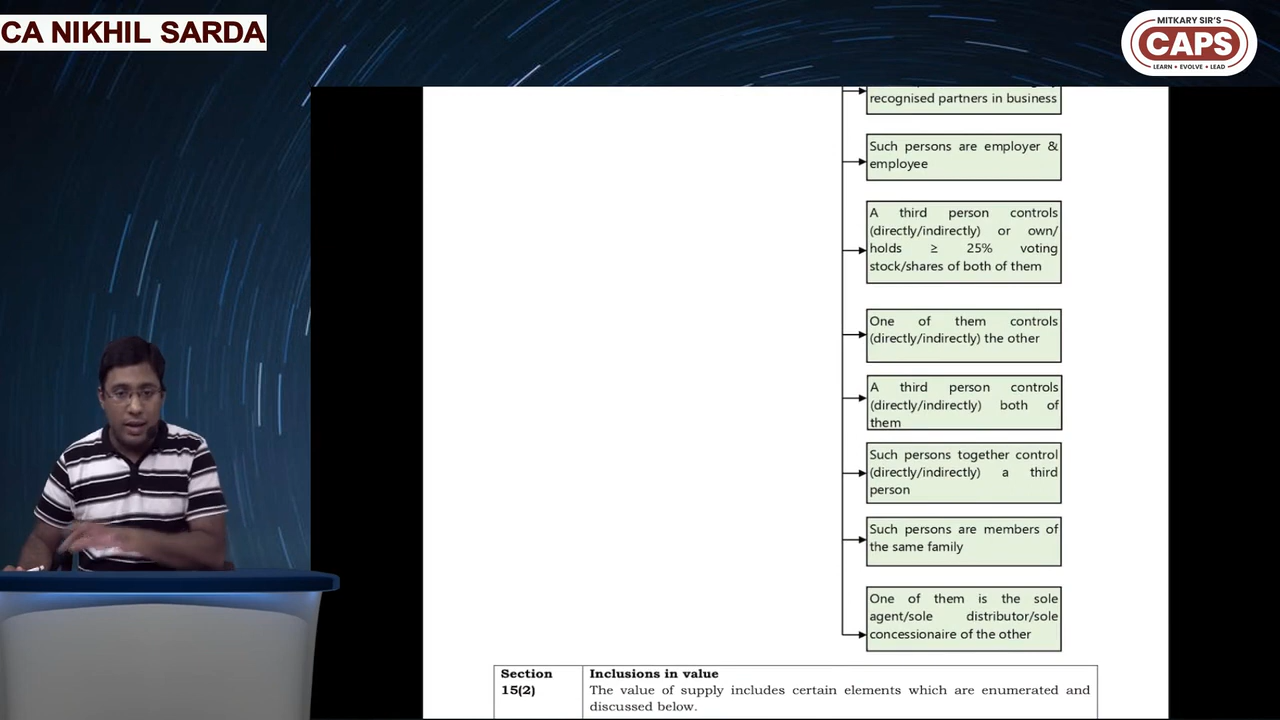 CA NIKHIL SARDA
MITKARY SIR'S
CAPS
LEARN • EVOLVE • LEAD
recognised partners in business
Such persons are employer &
employee
A third person controls
(directly/indirectly) or own/
holds ≥ 25% voting
stock/shares of both of them
One of them controls
(directly/indirectly) the other
A third person controls
(directly/indirectly) both of
them
Such persons together control
(directly/indirectly) a third
person
Such persons are members of
the same family
One of them is the sole
agent/sole distributor/sole
concessionaire of the other
Section
15(2)
Inclusions in value
The value of supply includes certain elements which are enumerated and
discussed below.